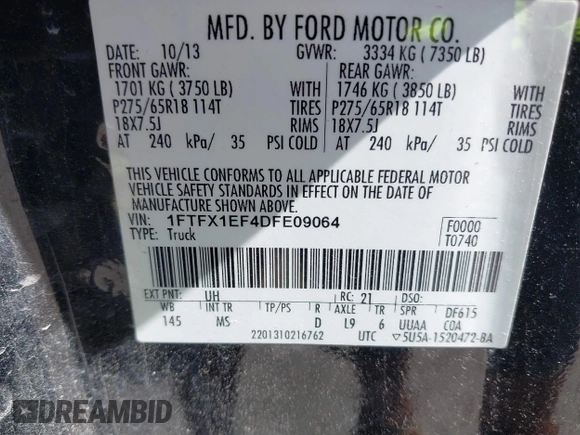 MFD. BY FORD MOTOR CO.
DATE: 10/13 GVWR: 3334 KG ( 7350 LB)
FRONT GAWR: REAR GAWR:
1701 KG ( 3750 LB) WITH 1746 KG ( 3850 LB) WITH
P275/65R18 114T TIRES P275/65R18 114T TIRES
18X7.5J RIMS 18X7.5J RIMS
AT 240 kPa/ 35 PSI COLD AT 240 kPa/ 35 PSI COLD
THIS VEHICLE CONFORMS TO ALL APPLICABLE FEDERAL MOTOR
VEHICLE SAFETY STANDARDS IN EFFECT ON THE DATE OF
MANUFACTURE SHOWN ABOVE.
VIN: 1FTFX1EF4DFE09064 F0000
TYPE: Truck T0740
EXT PNT: UH RC: 21 DSO:
WB INT TR TP/PS R AXLE TR SPR DF615
145 MS D L9 6 UUAA COA
2201310216762 UTC ▽5U5A-1520472-BA
DREAMBID